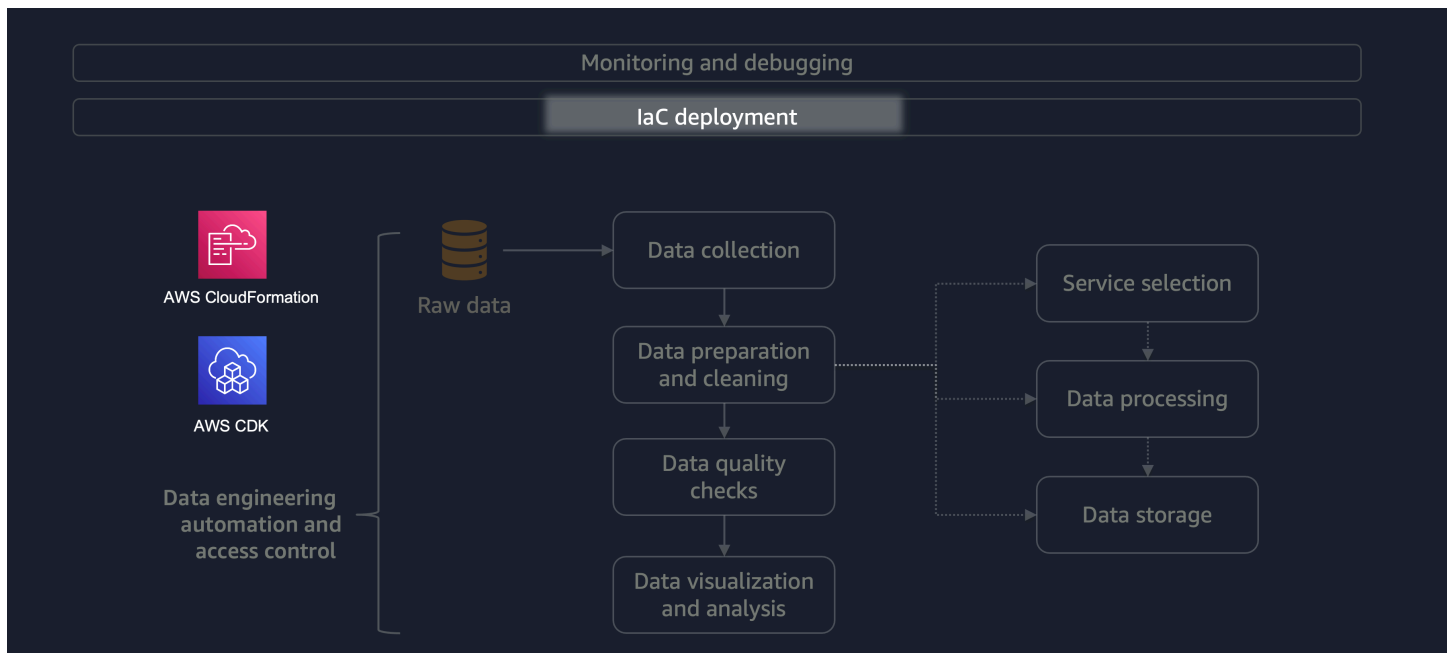 Monitoring and debugging
IaC deployment
AWS CloudFormation
AWS CDK
Data engineering
automation and
access control
Raw data
Data collection
Data preparation
and cleaning
Data quality
checks
Data visualization
and analysis
Service selection
Data processing
Data storage